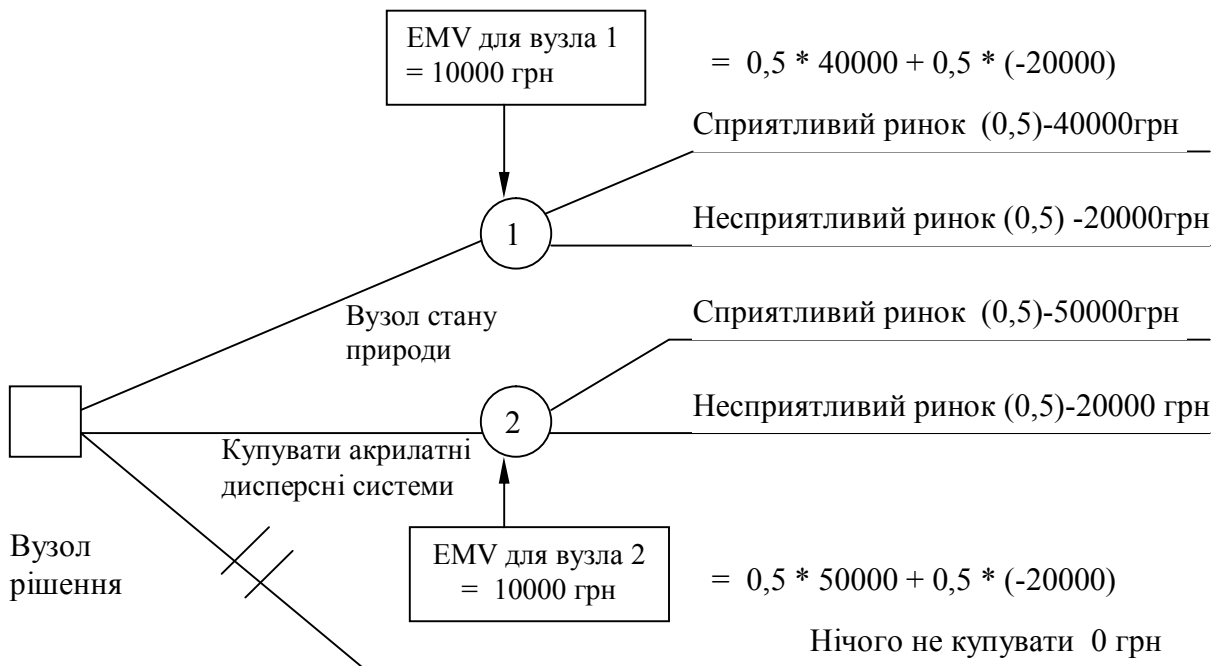 EMV для вузла 1
= 10000 грн
= 0,5 * 40000 + 0,5 * (-20000)
Сприятливий ринок (0,5)-40000грн
1
Несприятливий ринок (0,5) -20000грн
Вузол стану
природи
Сприятливий ринок (0,5)-50000грн
2
Несприятливий ринок (0,5)-20000 грн
Купувати акрилатні
дисперсні системи
Вузол
рішення
EMV для вузла 2
= 10000 грн
= 0,5 * 50000 + 0,5 * (-20000)
Нічого не купувати 0 грн